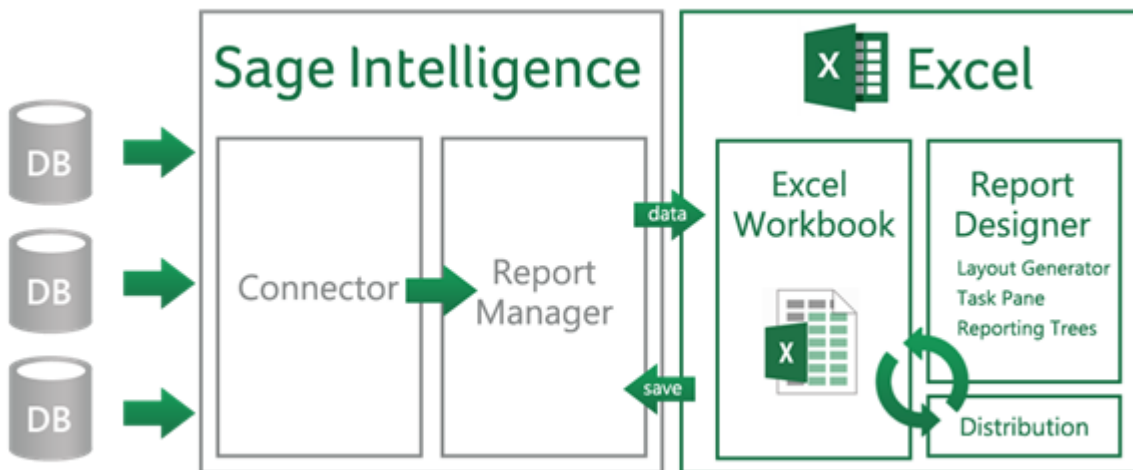 Sage Intelligence
X
Excel
DB
DB
DB
Connector
Report
Manager
data
save
Excel
Workbook
X
Report
Designer
Layout Generator
Task Pane
Reporting Trees
Distribution